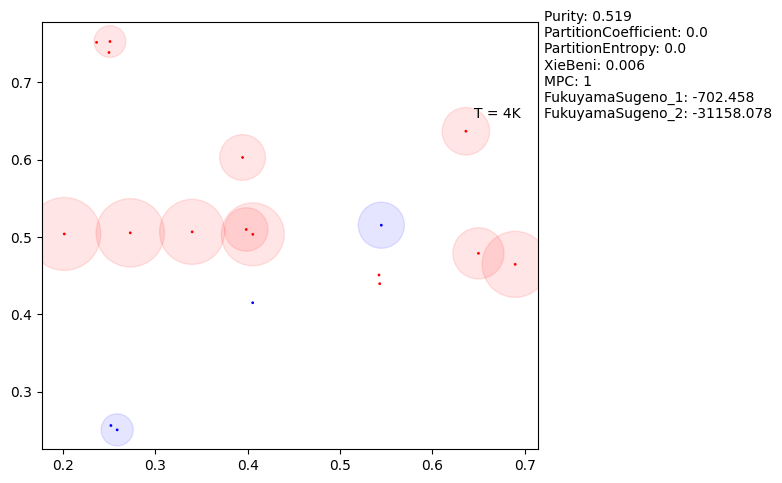 Purity: 0.519
PartitionCoefficient: 0.0
PartitionEntropy: 0.0
XieBeni: 0.006
MPC: 1
FukuyamaSugeno_1: -702.458
FukuyamaSugeno_2: -31158.078
T = 4K
0.7
0.6
0.5
0.4
0.3
0.2 0.3 0.4 0.5 0.6 0.7